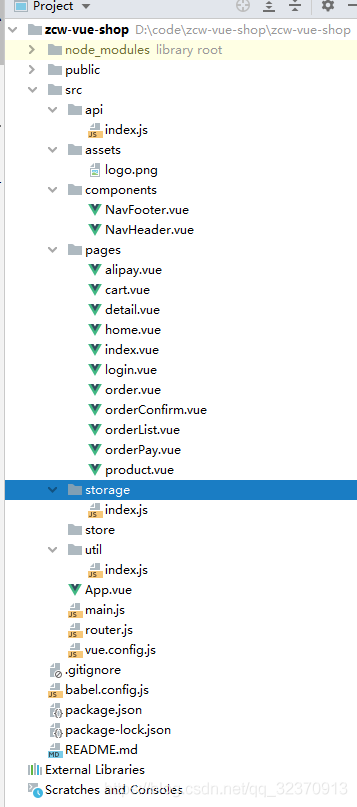 Project
zcw-vue-shop D:\code\zcw-vue-shop\zcw-vue-shop
node_modules library root
public
src
api
index.js
assets
logo.png
components
NavFooter.vue
NavHeader.vue
pages
alipay.vue
cart.vue
detail.vue
home.vue
index.vue
login.vue
order.vue
orderConfirm.vue
orderList.vue
orderPay.vue
product.vue
storage
index.js
store
util
index.js
App.vue
main.js
router.js
vue.config.js
.gitignore
babel.config.js
package.json
package-lock.json
README.md
External Libraries
Scratches and Consoles
csdn.net/qq_32370913